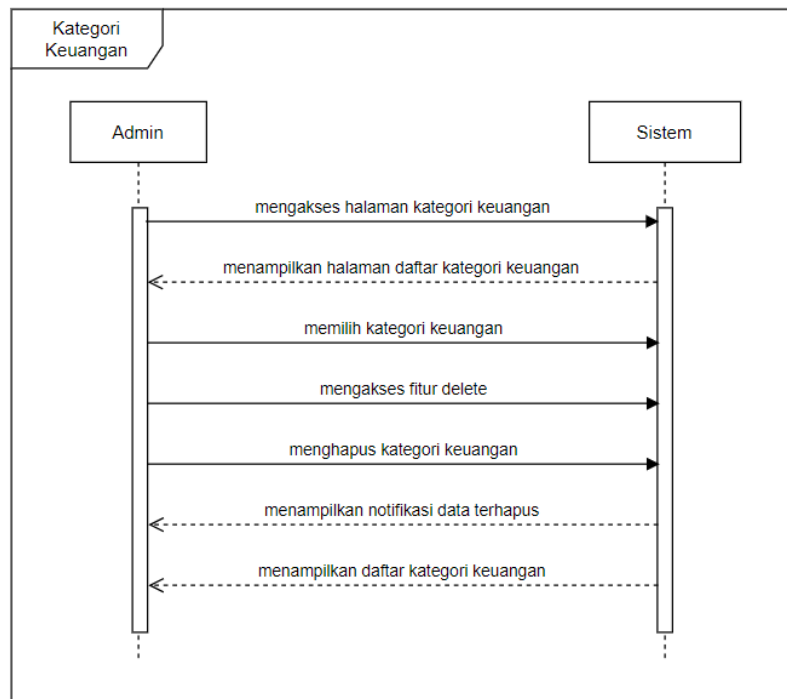 Kategori
Keuangan
Admin
Sistem
mengakses halaman kategori keuangan
menampilkan halaman daftar kategori keuangan
memilih kategori keuangan
mengakses fitur delete
menghapus kategori keuangan
menampilkan notifikasi data terhapus
menampilkan daftar kategori keuangan